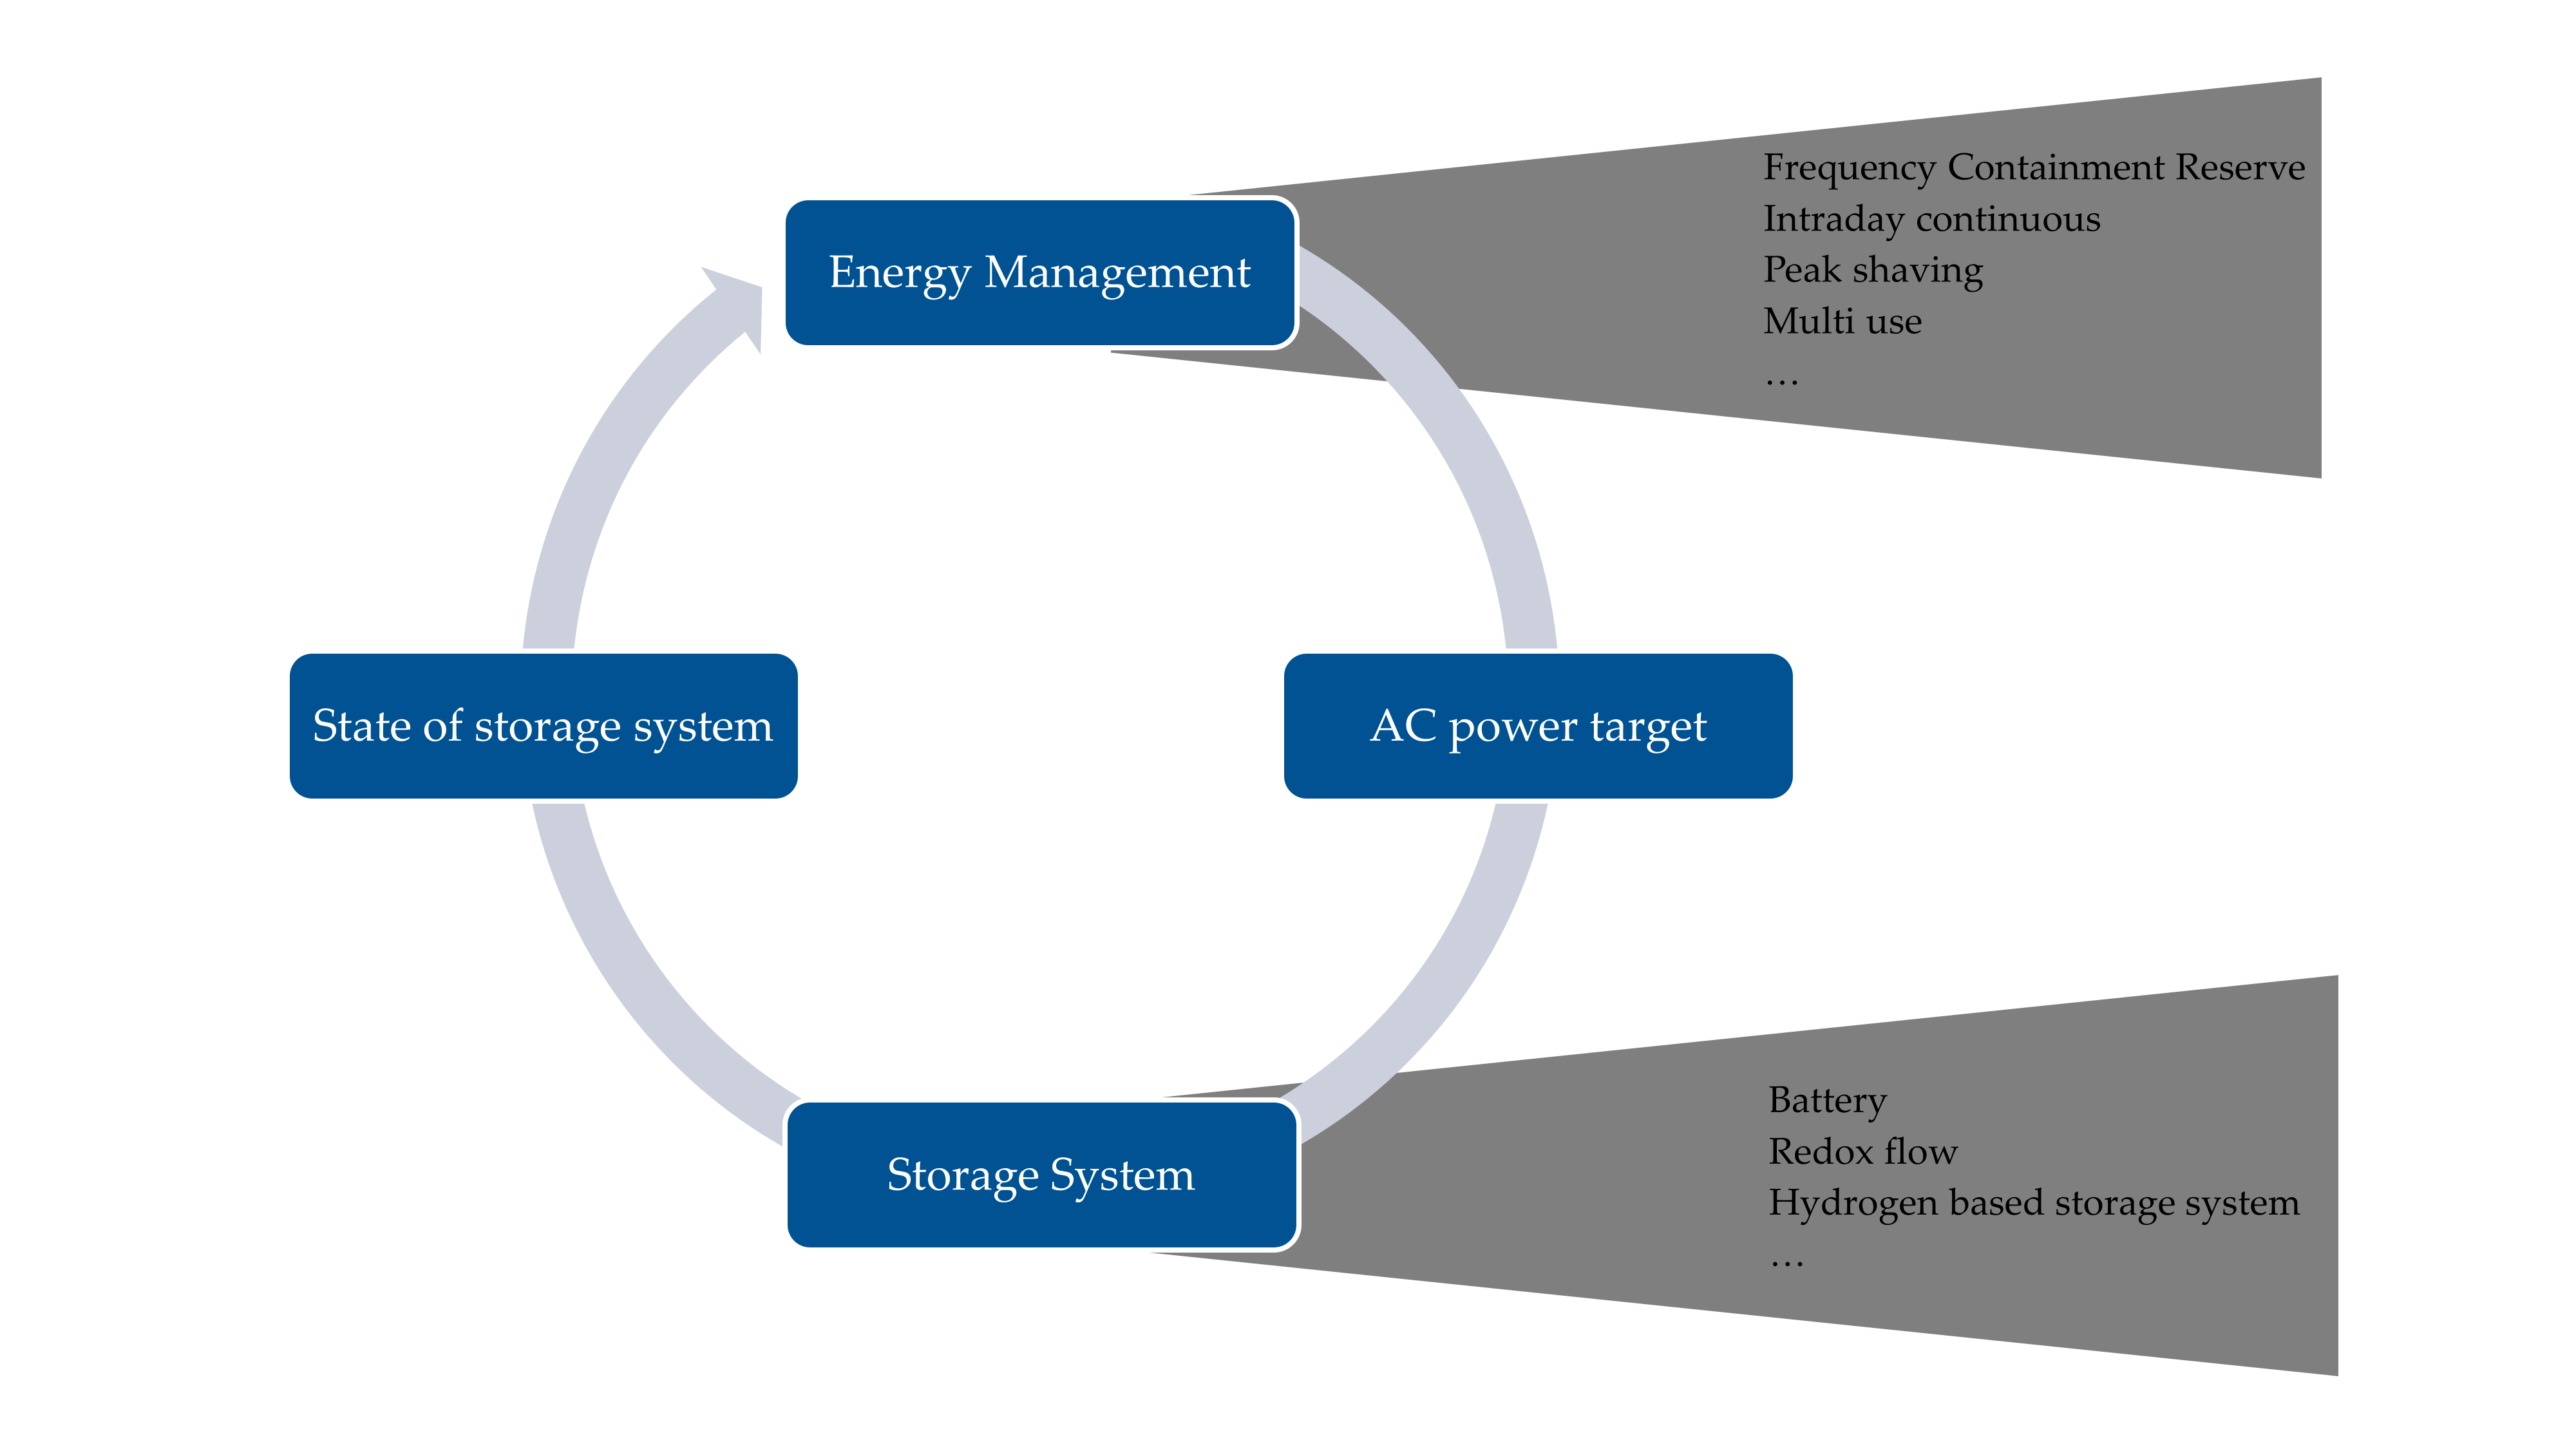 Energy Management
Frequency Containment Reserve
Intraday continuous
Peak shaving
Multi use
…
State of storage system
AC power target
Storage System
Battery
Redox flow
Hydrogen based storage system
…